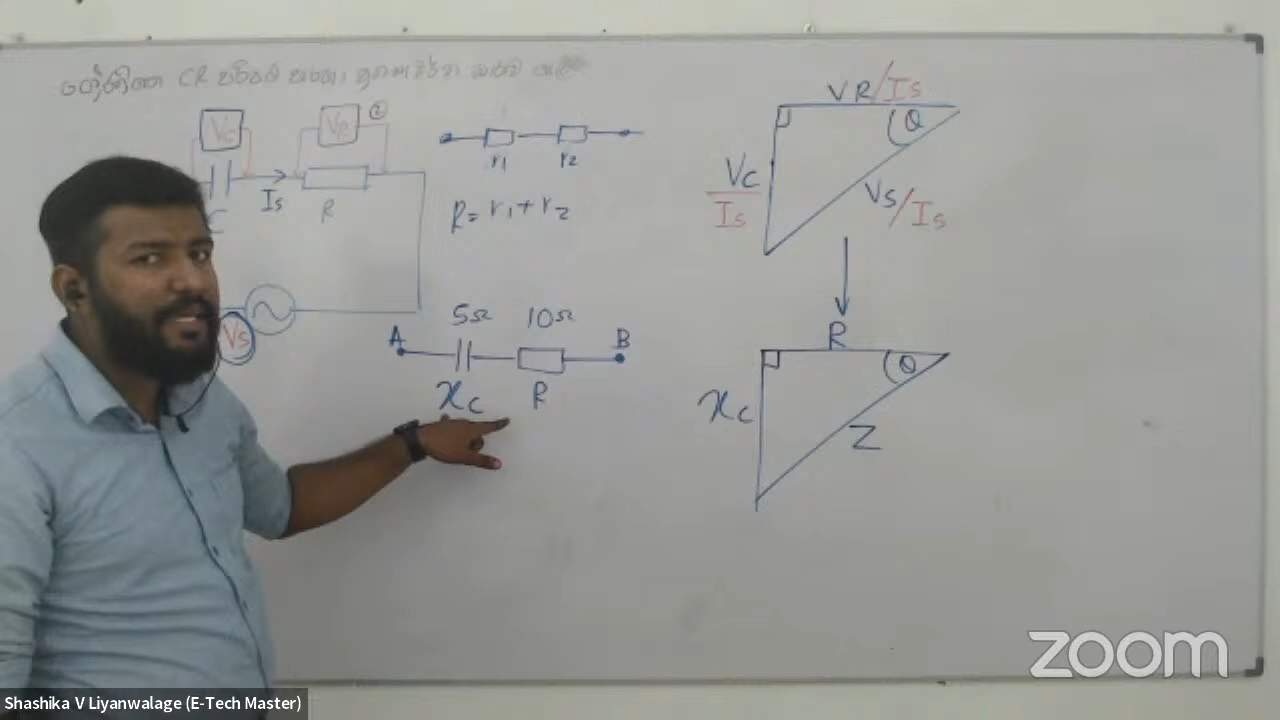 CR
Vc
VR
②
C
Is
R
Vs
r1
r2
R= r1 + r2
5Ω
10Ω
A
B
xc
R
VR/Is
θ
Vc
Is
Vs/Is
R
θ
xc
Z
zoom
Shashika V Liyanwalage (E-Tech Master)